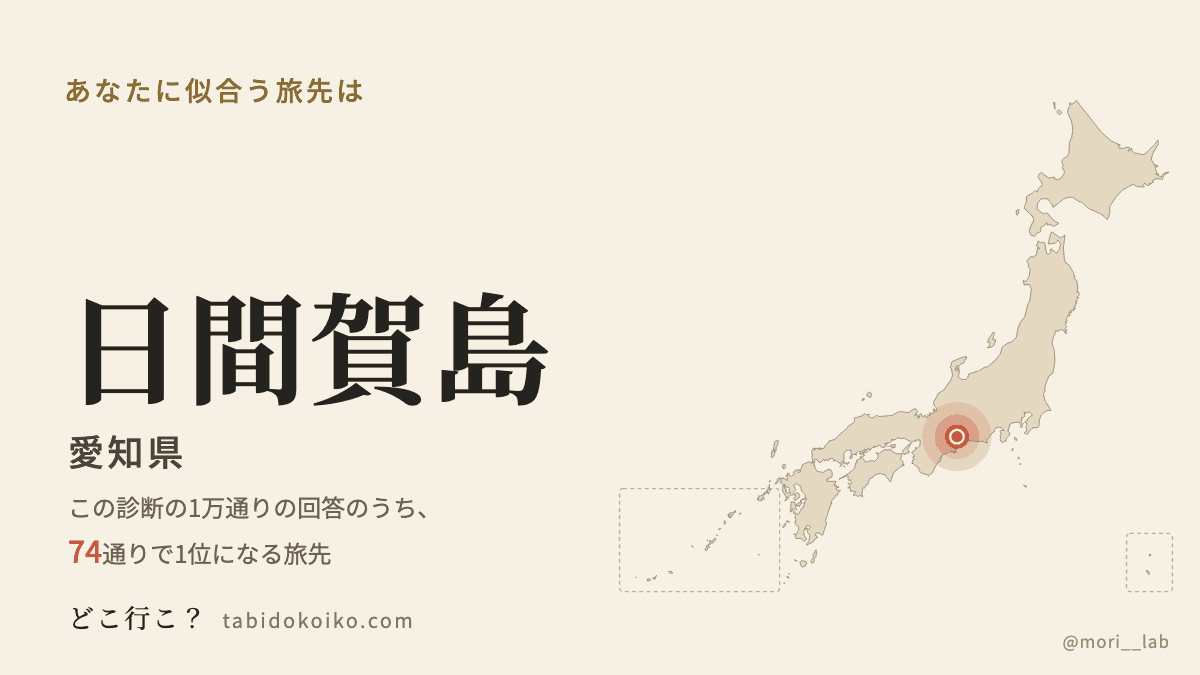 あなたに似合う旅先は
日間賀島
愛知県
この診断の1万通りの回答のうち、
74通りで1位になる旅先
どこ行こ？ tabidokoiko.com
@mori__lab